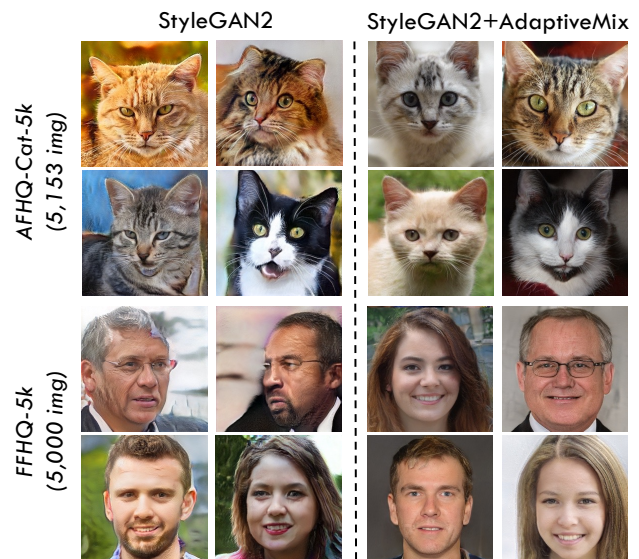 StyleGAN2
StyleGAN2+AdaptiveMix
AFHQ-Cat-5k
(5,153 img)
FFHQ-5k
(5,000 img)